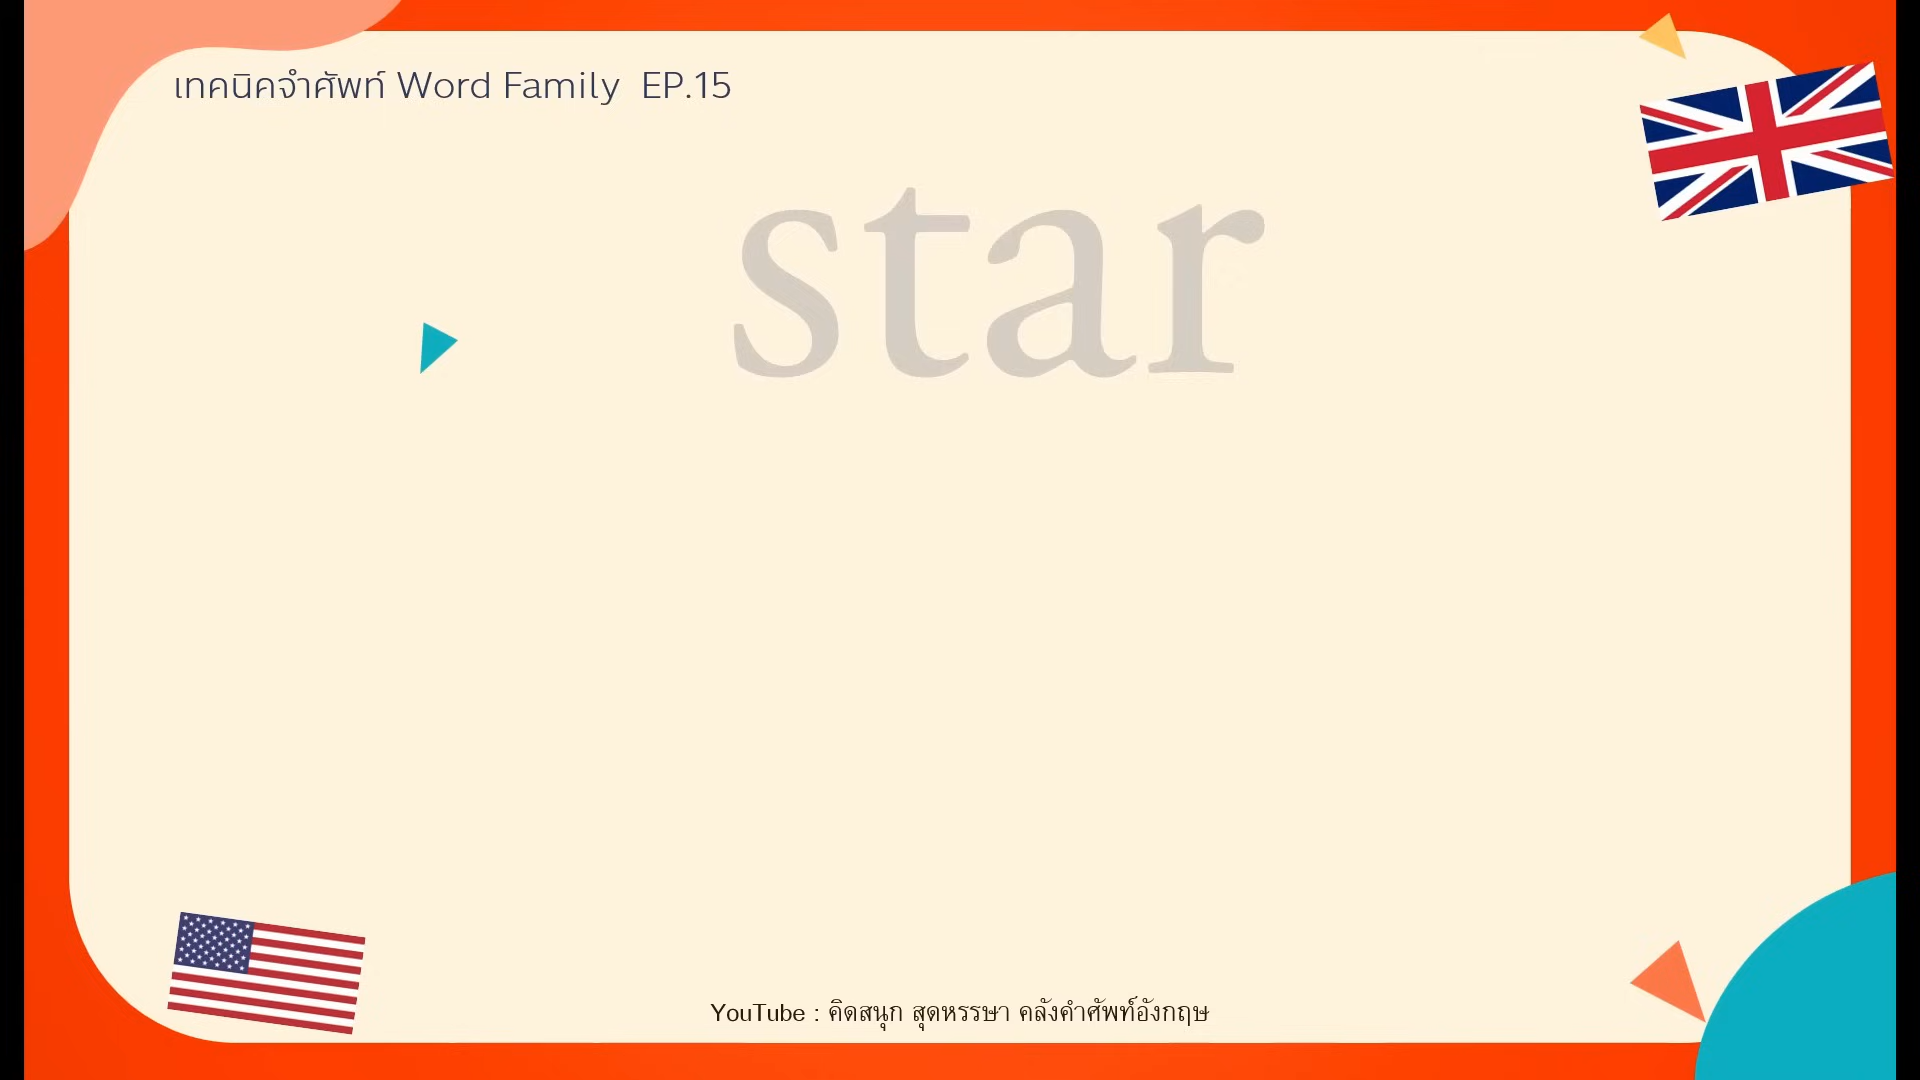 เทคนิคจำศัพท์ Word Family EP.15
star
YouTube : คิดสนุก สุดหรรษา คลังคำศัพท์อังกฤษ